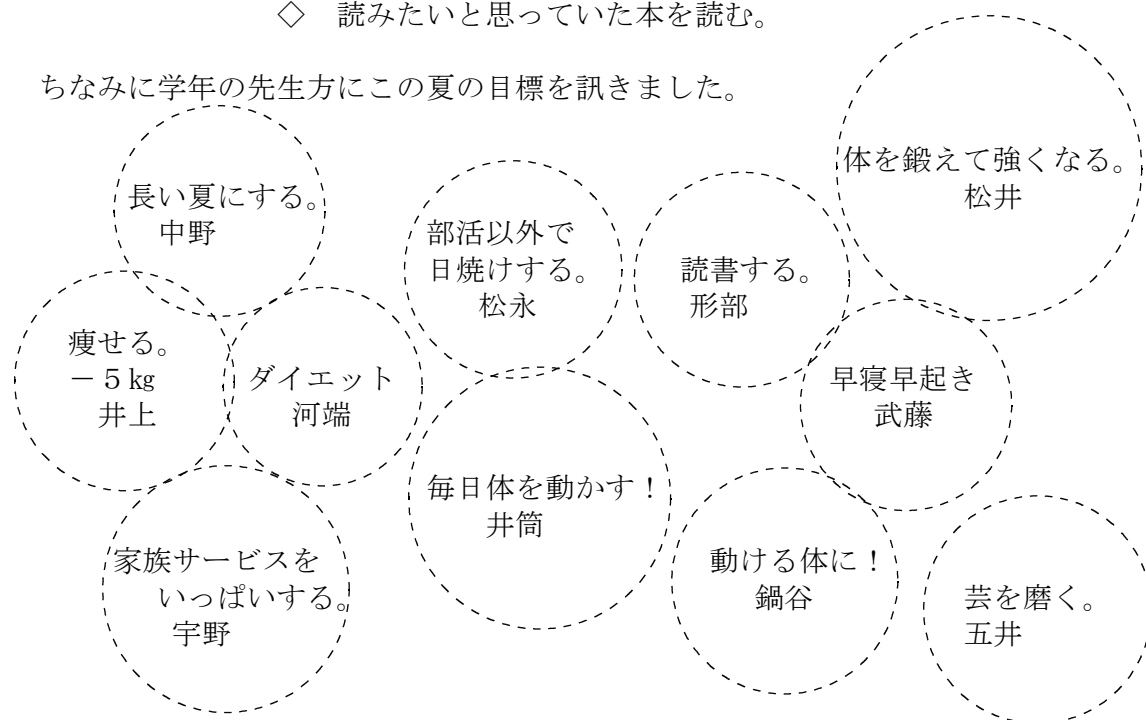 ◇　読みたいと思っていた本を読む。
ちなみに学年の先生方にこの夏の目標を訊きました。
体を鍛えて強くなる。
松井
長い夏にする。
中野
部活以外で
日焼けする。
松永
読書する。
形部
痩せる。
－５㎏
井上
ダイエット
河端
早寝早起き
武藤
毎日体を動かす！
井筒
家族サービスを
いっぱいする。
宇野
動ける体に！
鍋谷
芸を磨く。
五井